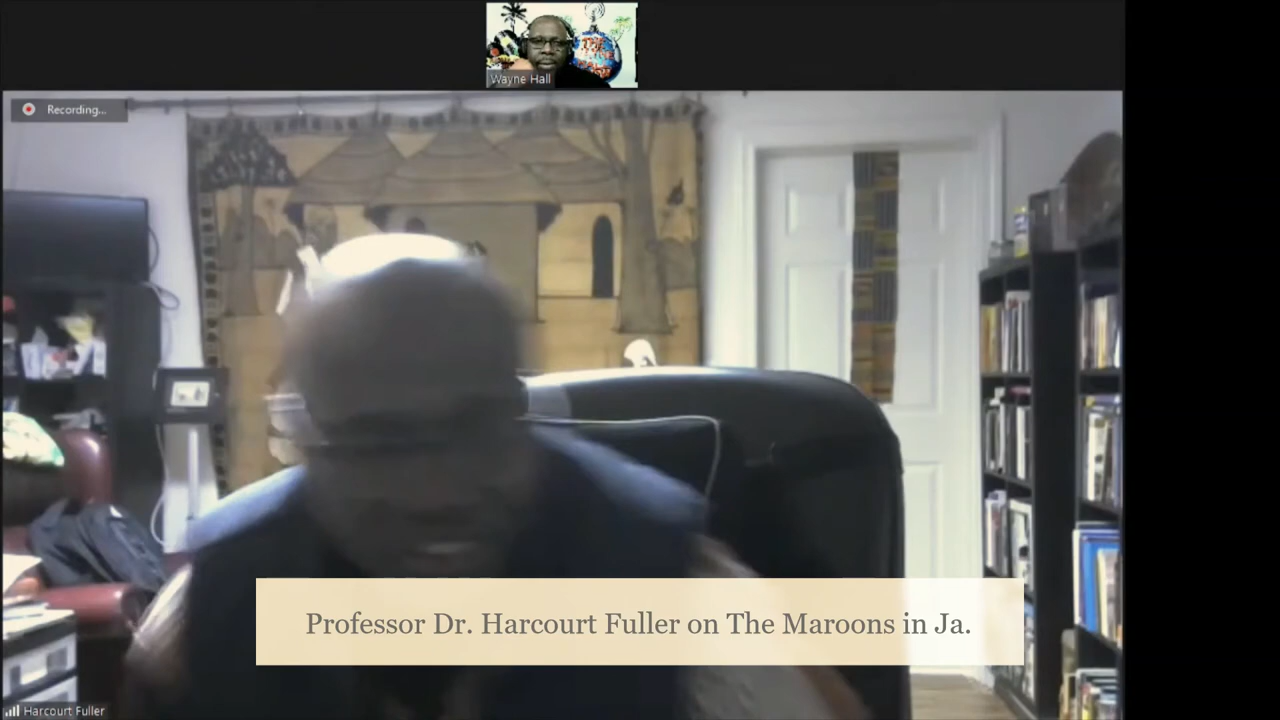 Wayne Hall
Recording...
Professor Dr. Harcourt Fuller on The Maroons in Ja.
Harcourt Fuller